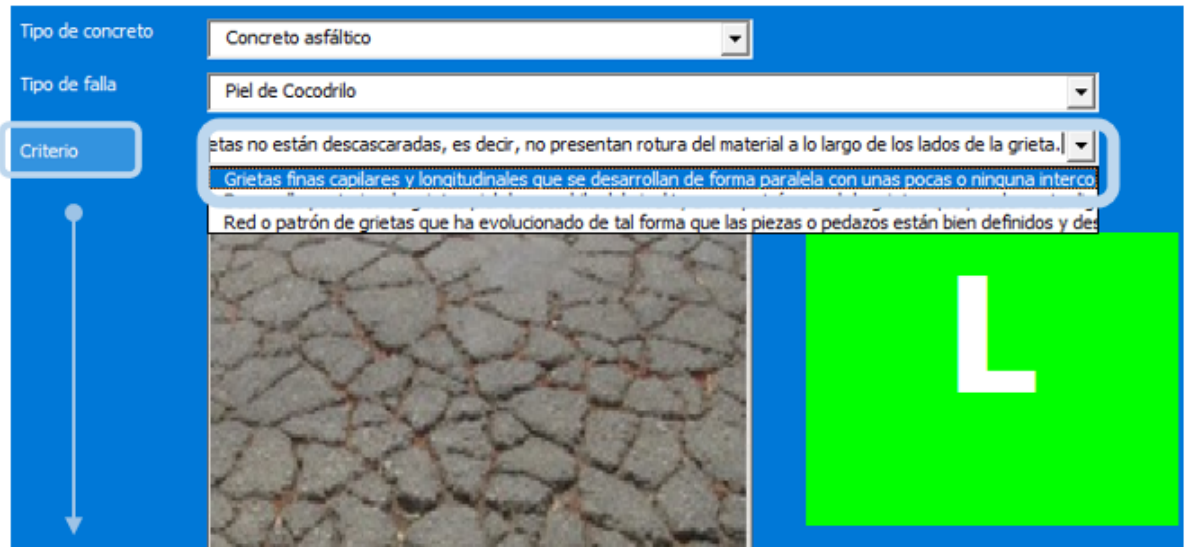 Tipo de concreto
Concreto asfáltico
Tipo de falla
Piel de Cocodrilo
Criterio
etas no están descascaradas, es decir, no presentan rotura del material a lo largo de los lados de la grieta.
Grietas finas capilares y longitudinales que se desarrollan de forma paralela con unas pocas o ninguna interco
Red o patrón de grietas que ha evolucionado de tal forma que las piezas o pedazos están bien definidos y des
L